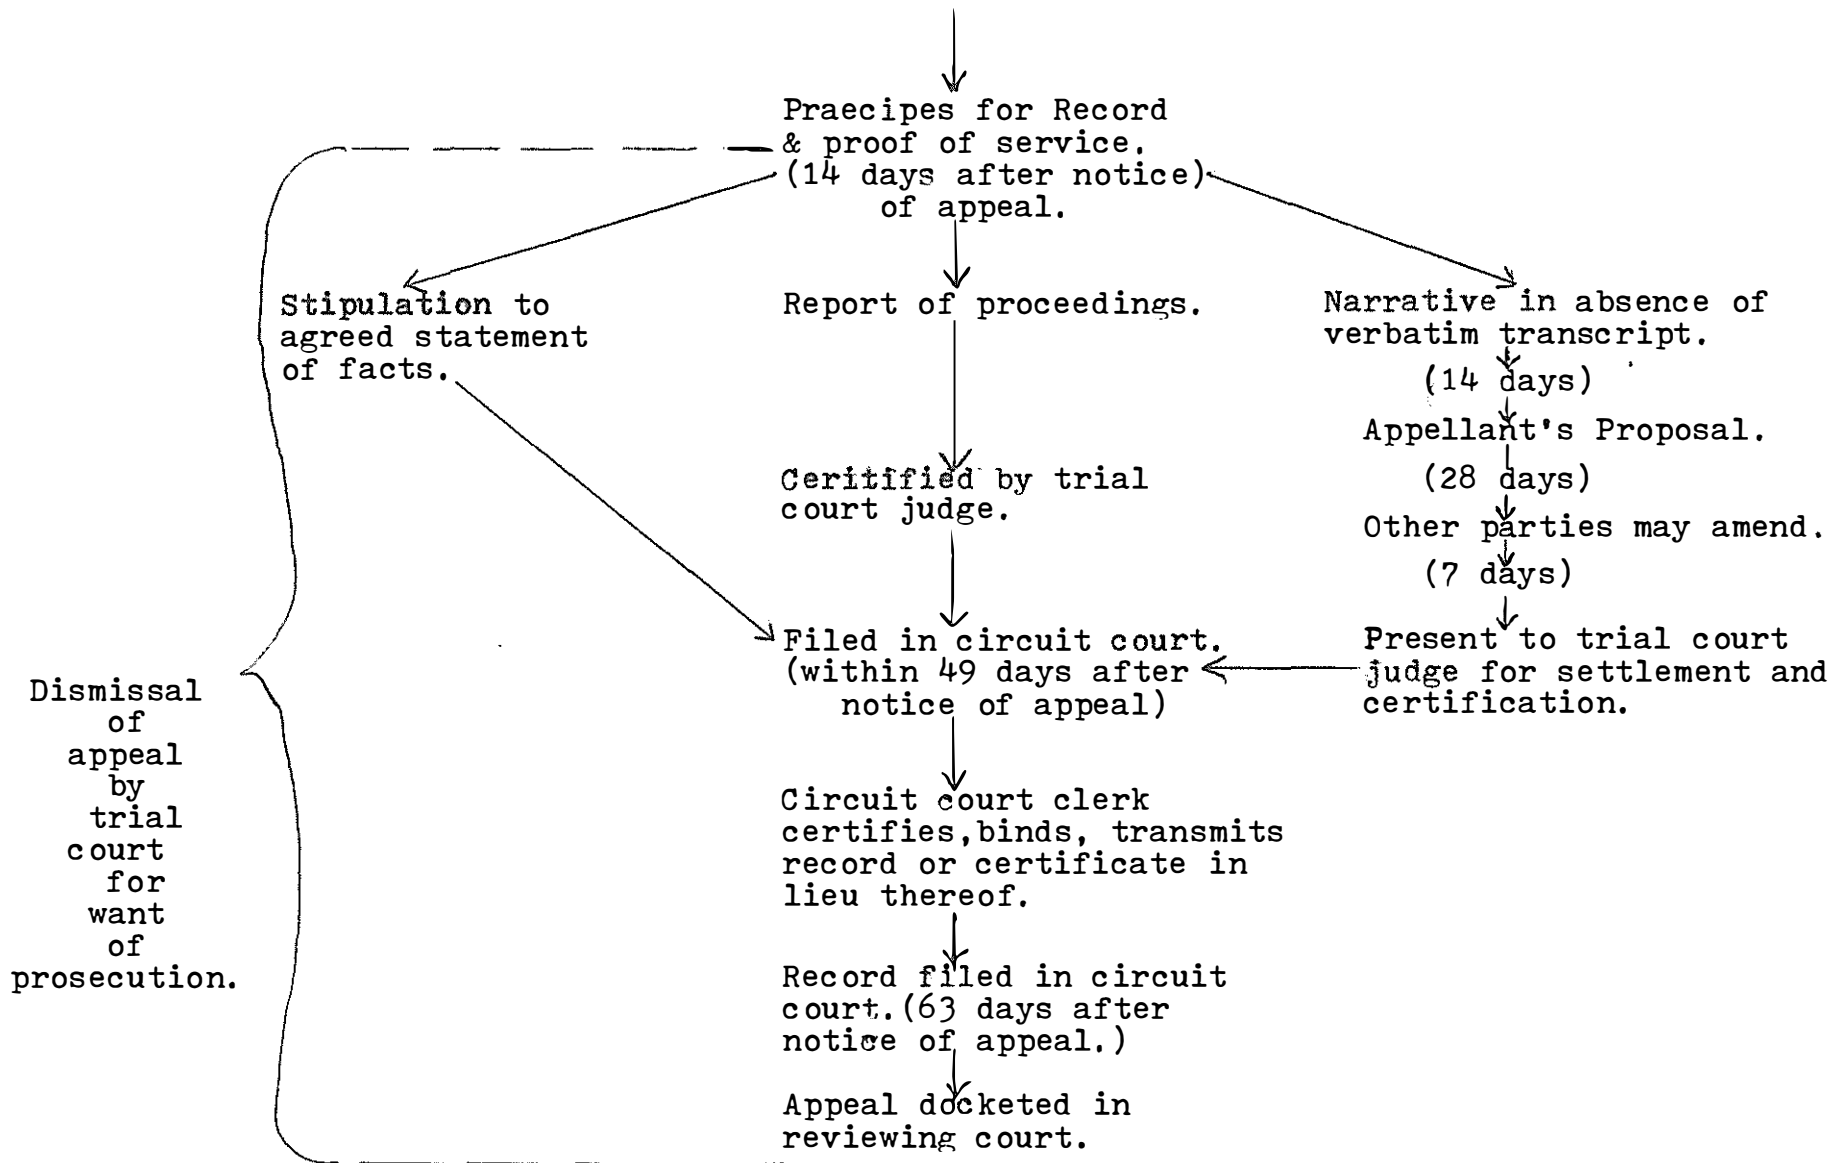 Praecipes for Record
& proof of service.
(14 days after notice)
of appeal.
Stipulation to
agreed statement
of facts.
Report of proceedings.
Narrative in absence of
verbatim transcript.
(14 days)
Appellant's Proposal.
(28 days)
Other parties may amend.
(7 days)
Present to trial court
judge for settlement and
certification.
Ceritified by trial
court judge.
Filed in circuit court.
(within 49 days after
notice of appeal)
Dismissal
of
appeal
by
trial
court
for
want
of
prosecution.
Circuit court clerk
certifies,binds, transmits
record or certificate in
lieu thereof.
Record filed in circuit
court.(63 days after
notice of appeal.)
Appeal docketed in
reviewing court.